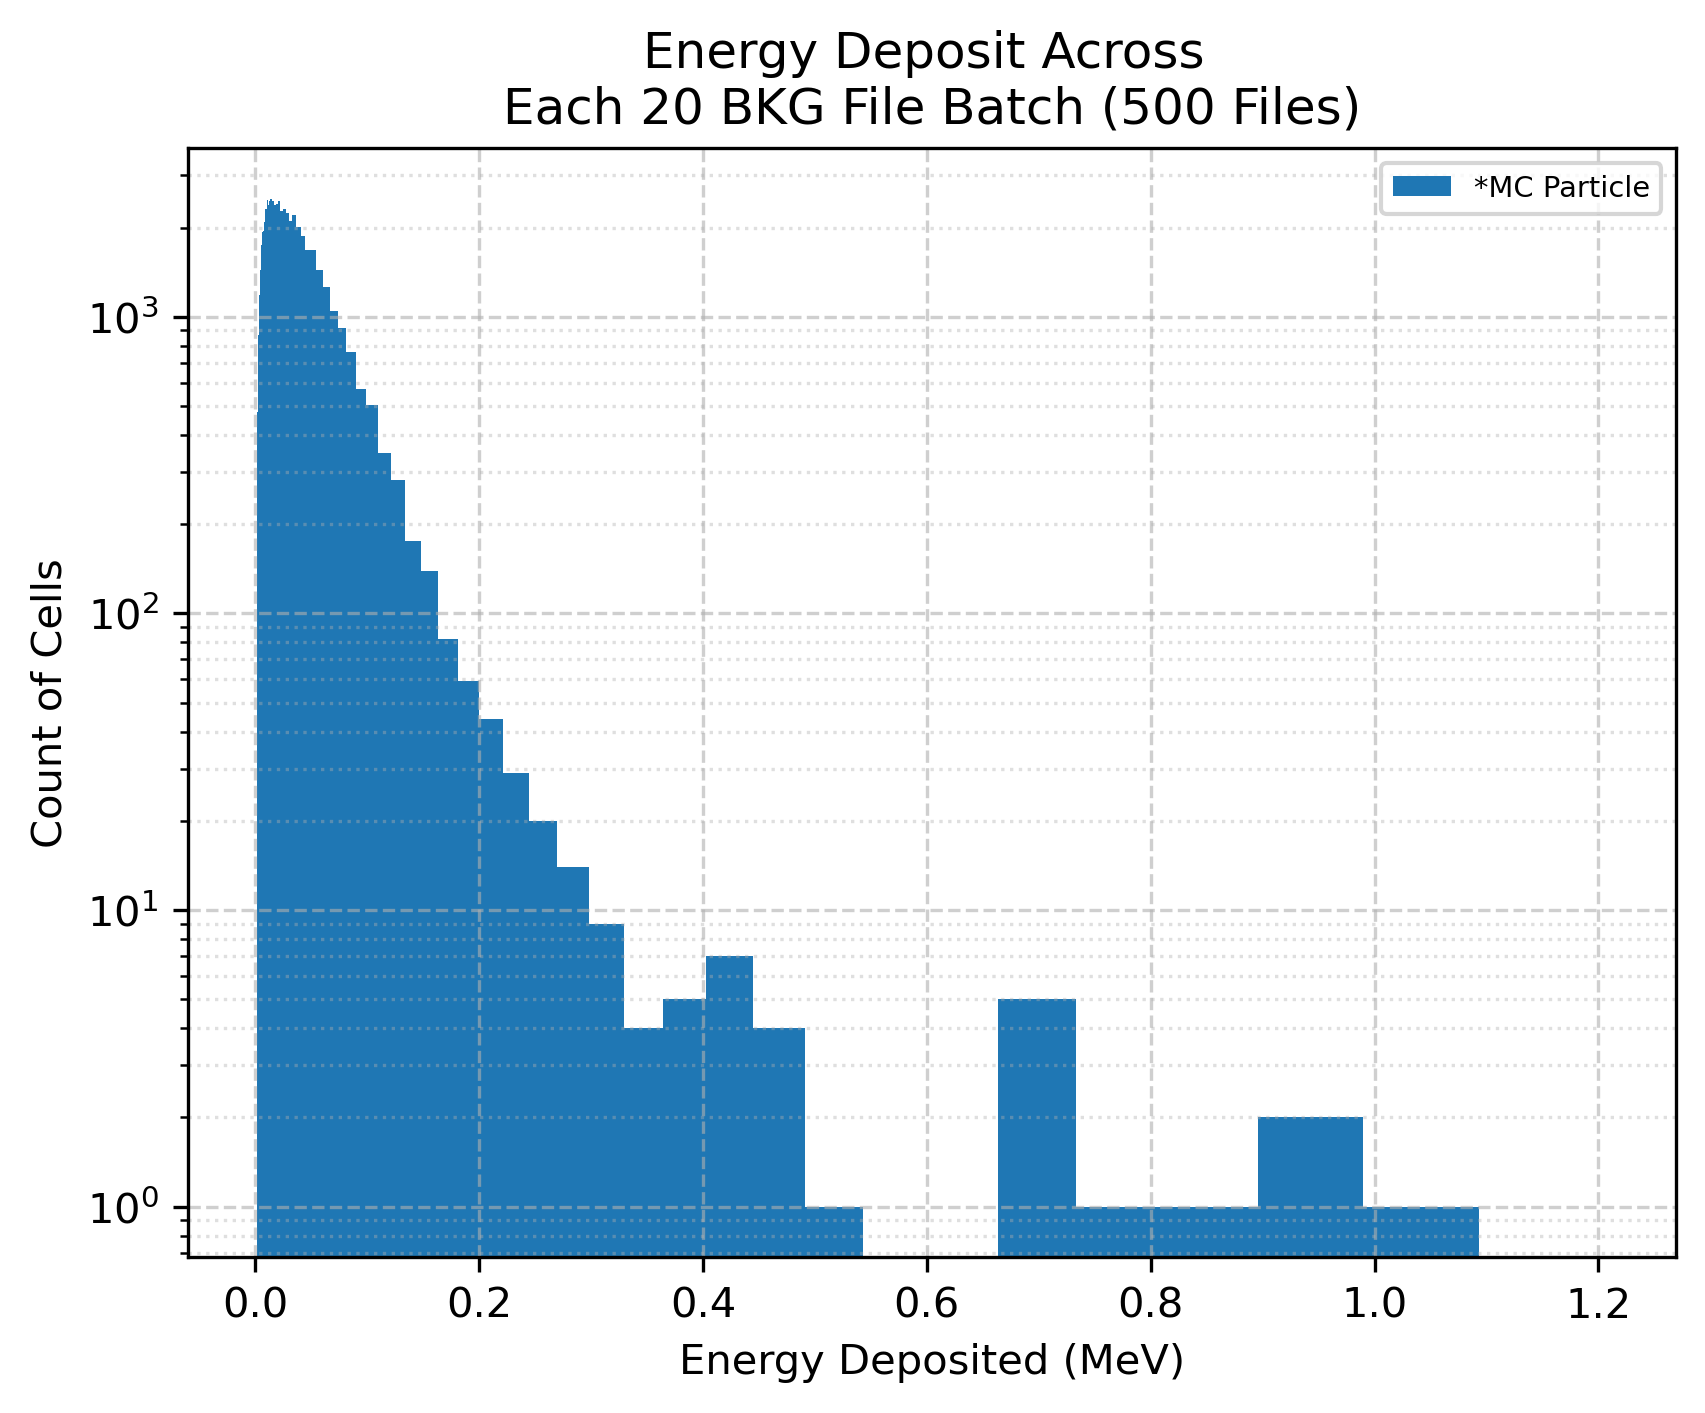 Energy Deposit Across
Each 20 BKG File Batch (500 Files)
*MC Particle
Count of Cells
10³
10²
10¹
10⁰
0.0 0.2 0.4 0.6 0.8 1.0 1.2
Energy Deposited (MeV)